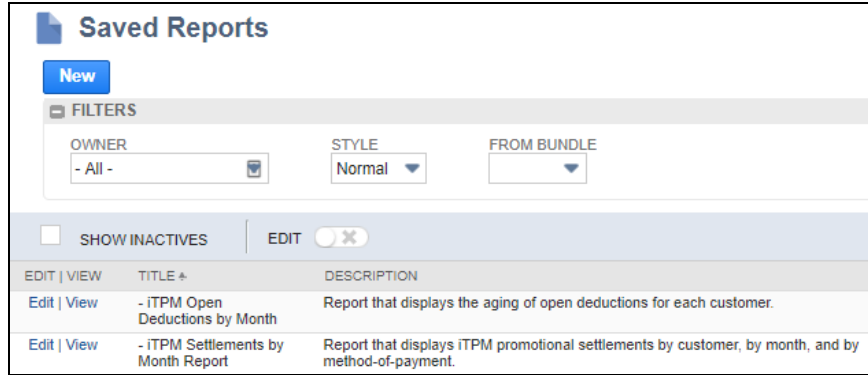 Saved Reports
New
FILTERS
OWNER STYLE FROM BUNDLE
- All - Normal
SHOW INACTIVES EDIT
EDIT | VIEW TITLE DESCRIPTION
Edit | View - iTPM Open Report that displays the aging of open deductions for each customer.
Deductions by Month
Edit | View - iTPM Settlements by Report that displays iTPM promotional settlements by customer, by month, and by
Month Report method-of-payment.